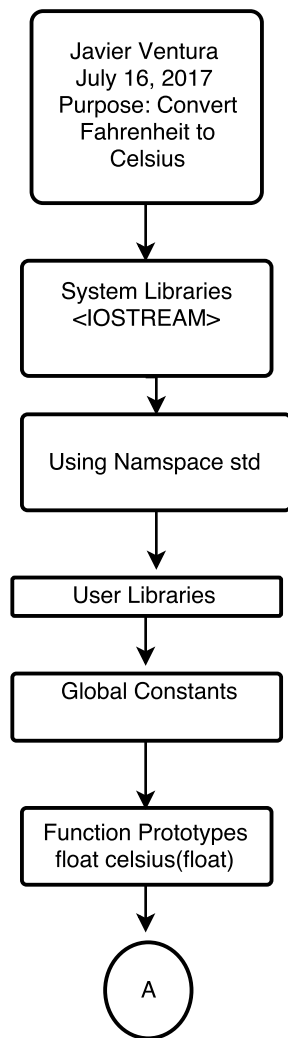 Javier Ventura
July 16, 2017
Purpose: Convert
Fahrenheit to
Celsius
System Libraries
<IOSTREAM>
Using Namspace std
User Libraries
Global Constants
Function Prototypes
float celsius(float)
A